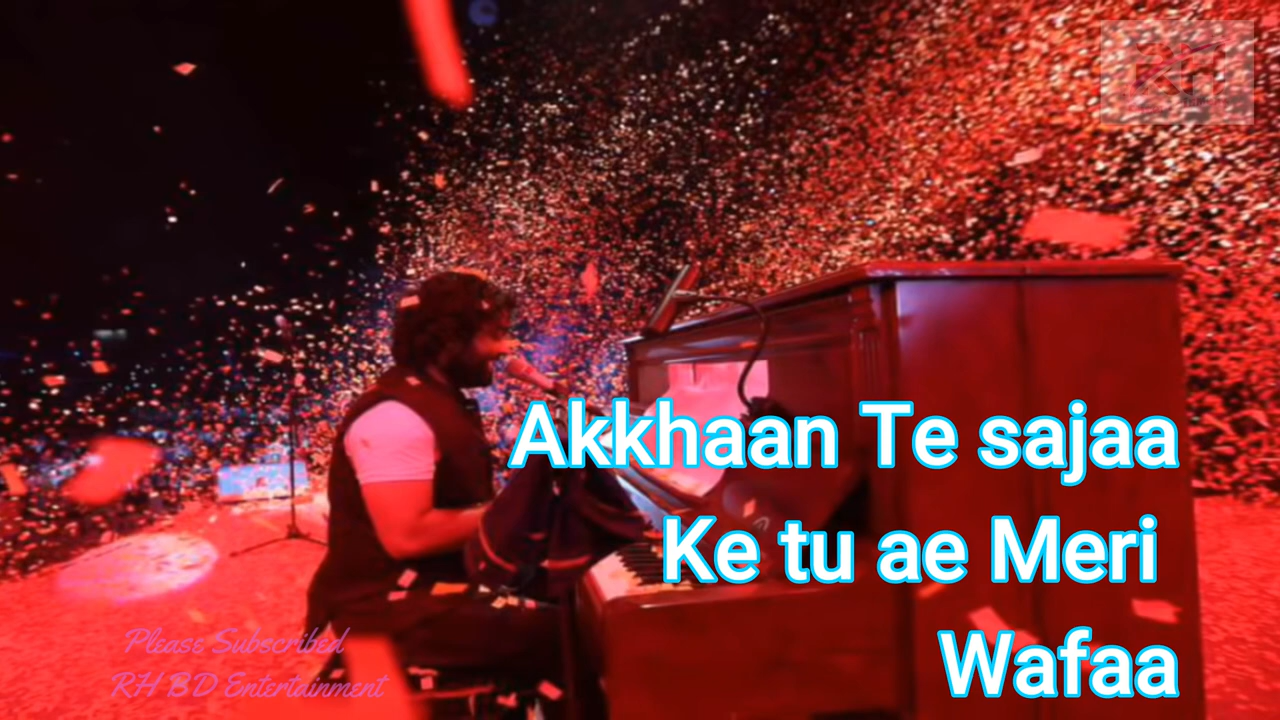 Akkhaan Te sajaa
Ke tu ae Meri
Wafaa
Please Subscribed
RH BD Entertainment